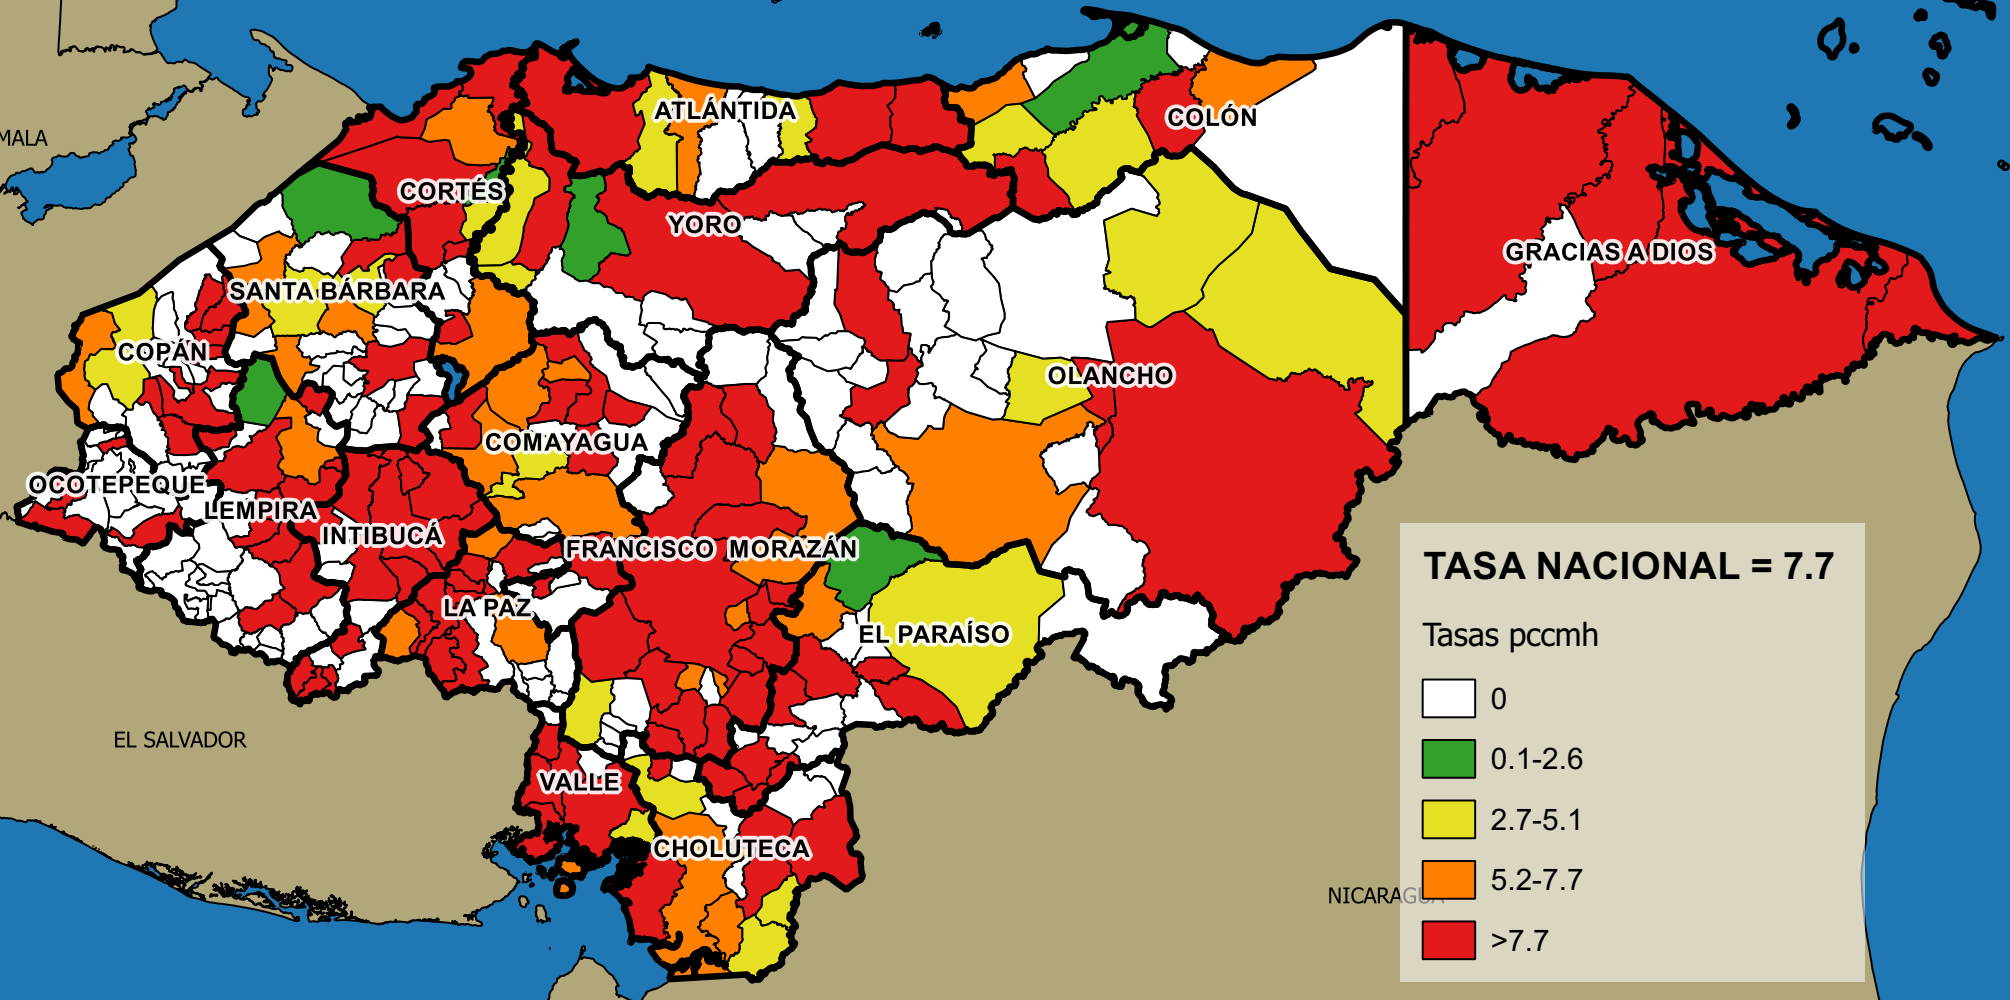 MALA
ATLÁNTIDA
COLÓN
CORTÉS
YORO
GRACIAS A DIOS
SANTA BÁRBARA
COPÁN
OLANCHO
COMAYAGUA
OCOTEPEQUE
LEMPIRA
INTIBUCÁ
FRANCISCO MORAZÁN
LA PAZ
EL PARAÍSO
EL SALVADOR
VALLE
CHOLUTECA
NICARAGUA
TASA NACIONAL = 7.7
Tasas pccmh
0
0.1-2.6
2.7-5.1
5.2-7.7
>7.7